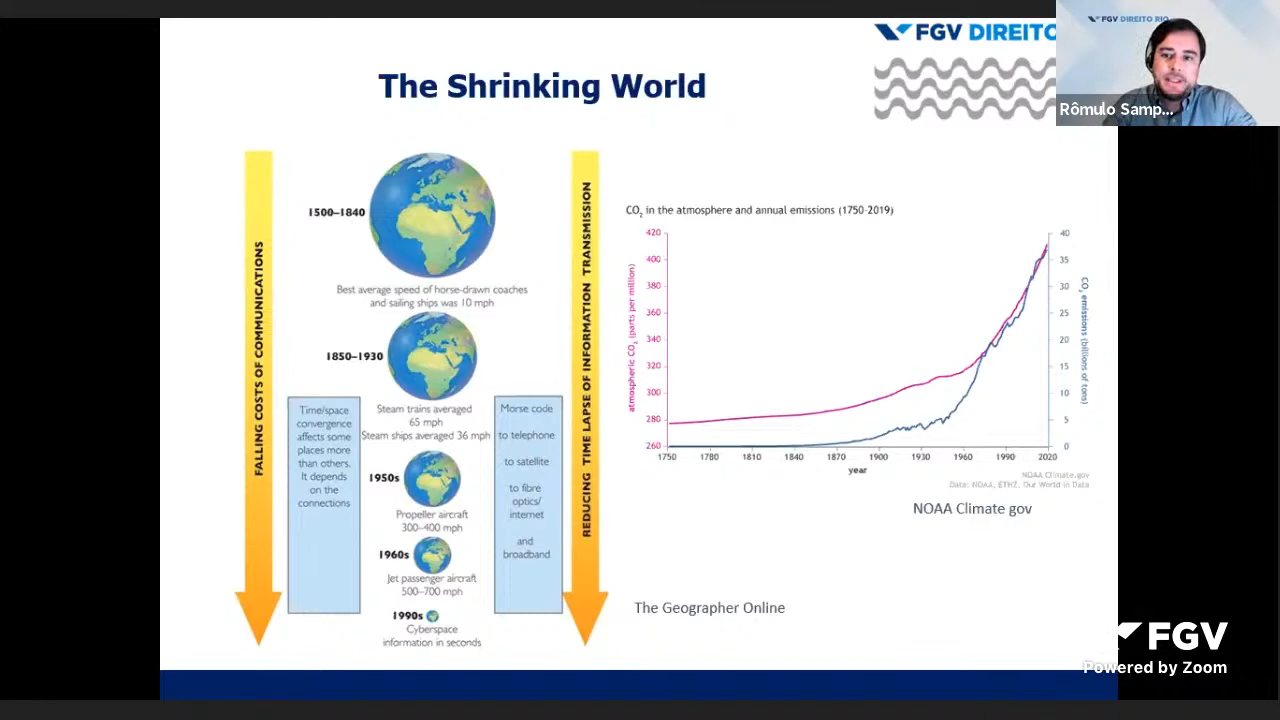 FGV DIREITO
FGV DIREITO RIO
Rômulo Samp...
The Shrinking World
FALLING COSTS OF COMMUNICATIONS
REDUCING TIME LAPSE OF INFORMATION TRANSMISSION
1500–1840
Best average speed of horse-drawn coaches
and sailing ships was 10 mph
1850–1930
Steam trains averaged
65 mph
Steam ships averaged 36 mph
1950s
Propeller aircraft
300–400 mph
1960s
Jet passenger aircraft
500–700 mph
1990s
Cyberspace
information in seconds
Time/space
convergence
affects some
places more
than others.
It depends
on the
connections
Morse code
to telephone
to satellite
to fibre
optics/
internet
and
broadband
CO₂ in the atmosphere and annual emissions (1750-2019)
atmospheric CO₂ (parts per million)
420
400
380
360
340
320
300
280
260
40
35
30
25
20
15
10
5
0
CO₂ emissions (billions of tons)
1750 1780 1810 1840 1870 1900 1930 1960 1990 2020
year
NOAA Climate.gov
Data: NOAA, ETHZ, Our World in Data
NOAA Climate gov
The Geographer Online
FGV
Powered by Zoom